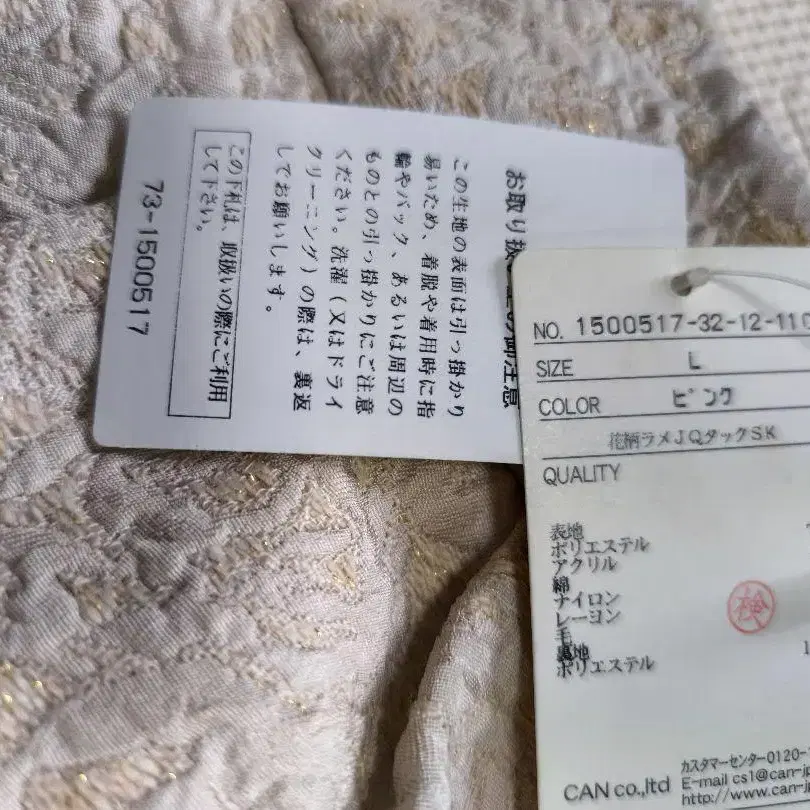 お取り扱い上の御注意
この生地の表面は引っ掛かり
易いため、着脱や着用時に指
輪やバック、あるいは周辺の
ものとの引っ掛かりにご注意
ください。洗濯(又はドライ
クリーニング)の際は、裏返
してお願いします。
この下札は、取扱いの際にご利用
して下さい。
73-1500517
NO. 1500517-32-12-110
SIZE L
COLOR ピンク
花柄ラメJQタックSK
QUALITY
表地
ポリエステル
アクリル
綿
ナイロン
レーヨン
毛
裏地
ポリエステル
検
CAN co.,ltd
カスタマーセンター0120-
E-mail cs1@can-jp
http://www.can-j